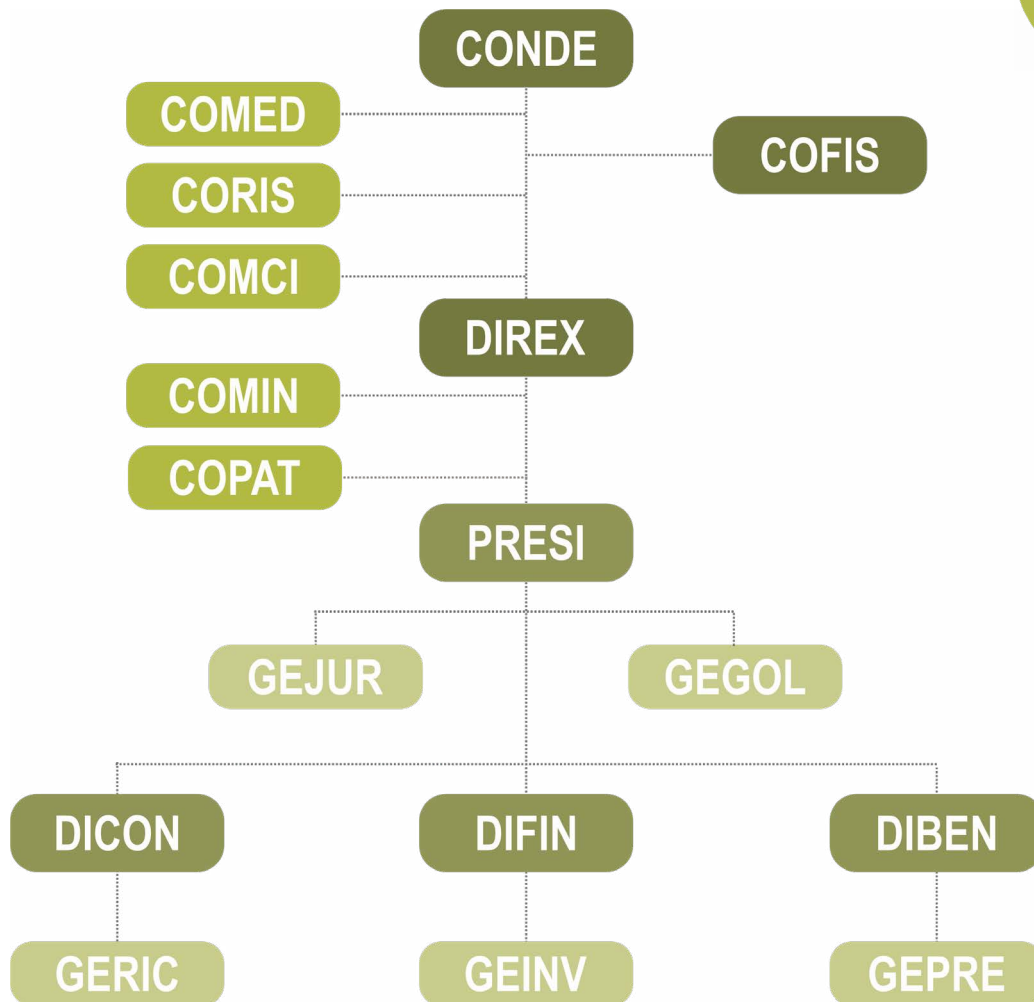 CONDE
COMED
COFIS
CORIS
COMCI
DIREX
COMIN
COPAT
PRESI
GEJUR
GEGOL
DICON
DIFIN
DIBEN
GERIC
GEINV
GEPRE